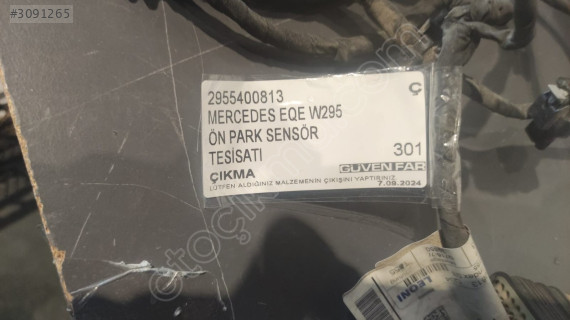 #3091265
2955400813 Ç
MERCEDES EQE W295
ÖN PARK SENSÖR
TESİSATI 301
ÇIKMA GÜVEN FAR
LÜTFEN ALDIĞINIZ MALZEMENİN ÇIKIŞINI YAPTIRINIZ
7.08.2024
LEONI